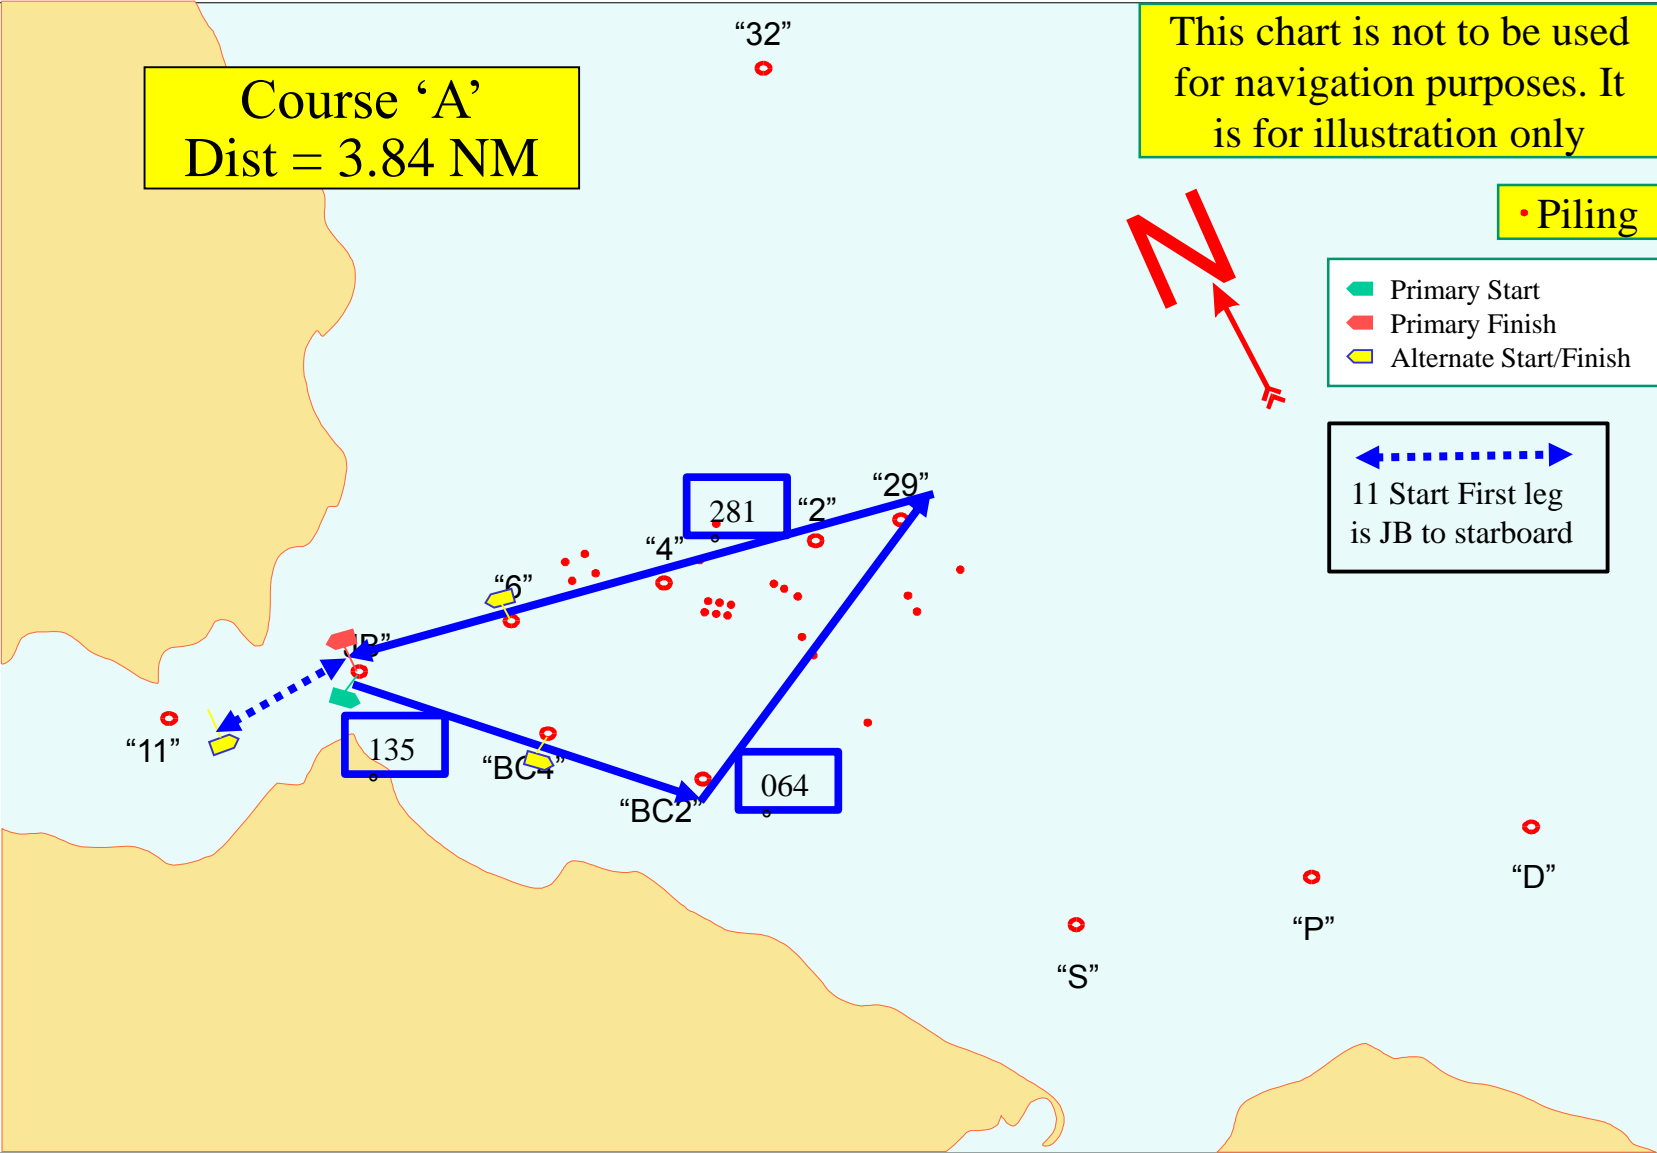 “32”
This chart is not to be used
for navigation purposes. It
is for illustration only
Course ‘A’
Dist = 3.84 NM
N
Piling
Primary Start
Primary Finish
Alternate Start/Finish
11 Start First leg
is JB to starboard
“29”
281°
“2”
“4”
“6”
“JB”
“11”
135°
“BC4”
“BC2”
064°
“D”
“P”
“S”